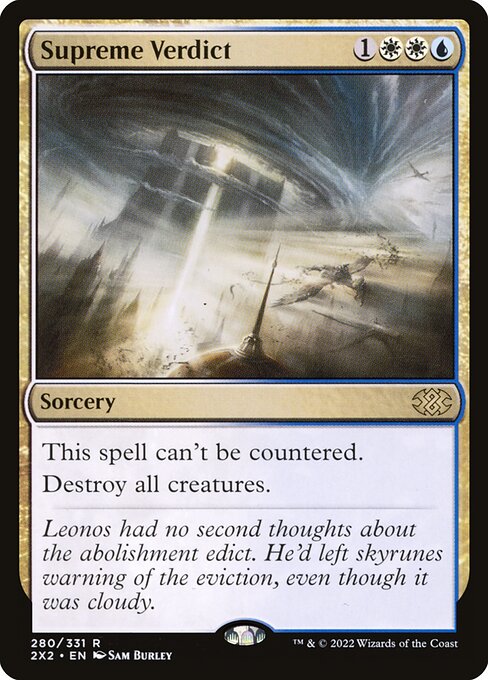 Supreme Verdict 1
Sorcery
This spell can't be countered.
Destroy all creatures.
Leonos had no second thoughts about
the abolishment edict. He'd left skyrunes
warning of the eviction, even though it
was cloudy.
280/331 R
2X2 • EN SAM BURLEY
™ & © 2022 Wizards of the Coast